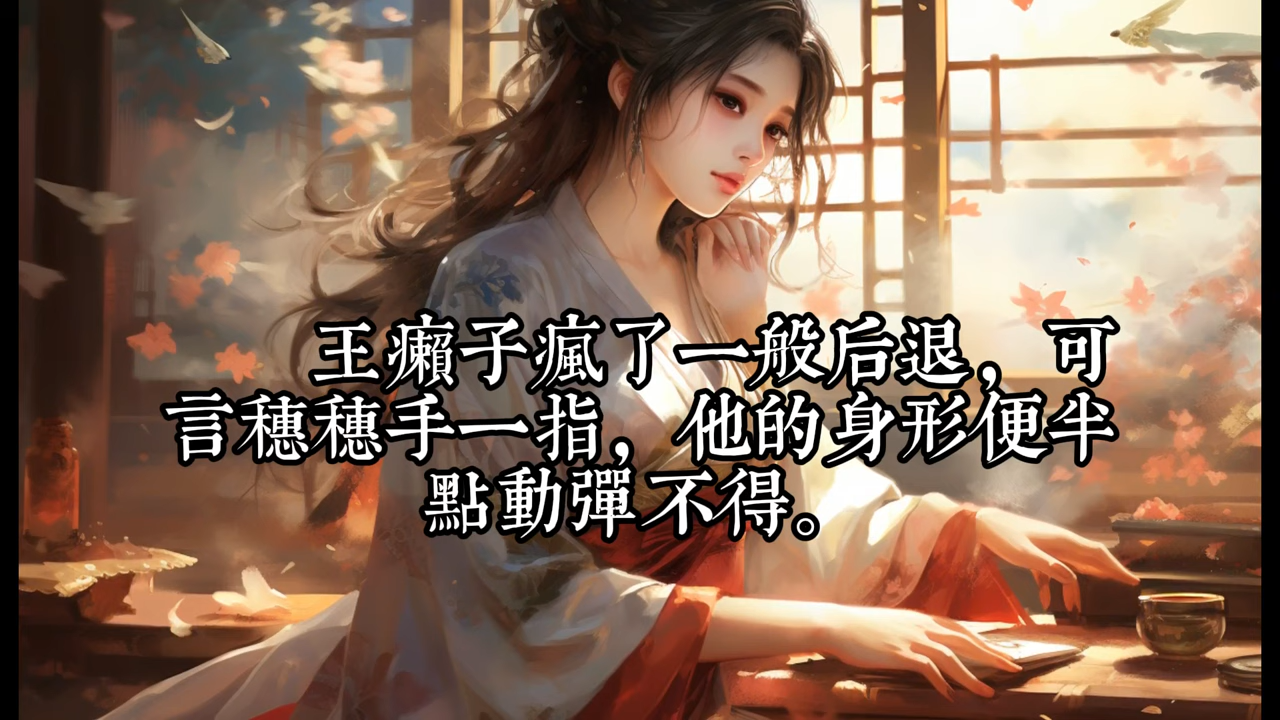 王癩子瘋了一般后退，可
言穗穗手一指，他的身形便半
點動彈不得。